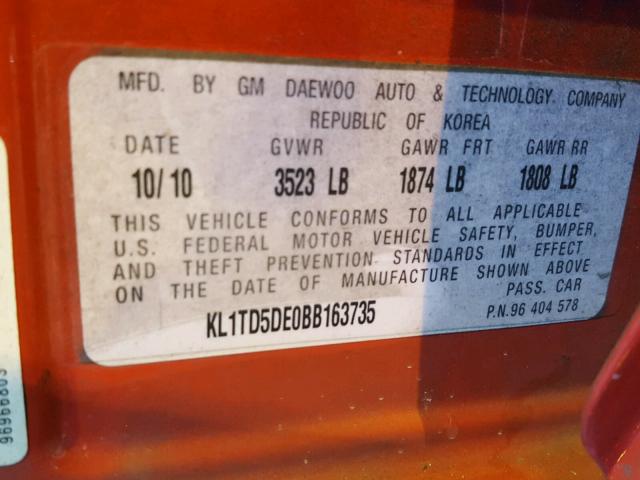 MFD. BY GM DAEWOO AUTO & TECHNOLOGY COMPANY
REPUBLIC OF KOREA
DATE GVWR GAWR FRT GAWR RR
10/10 3523 LB 1874 LB 1808 LB
THIS VEHICLE CONFORMS TO ALL APPLICABLE
U.S. FEDERAL MOTOR VEHICLE SAFETY, BUMPER,
AND THEFT PREVENTION STANDARDS IN EFFECT
ON THE DATE OF MANUFACTURE SHOWN ABOVE
PASS. CAR
KL1TD5DE0BB163735
P.N.96 404 578
96966803